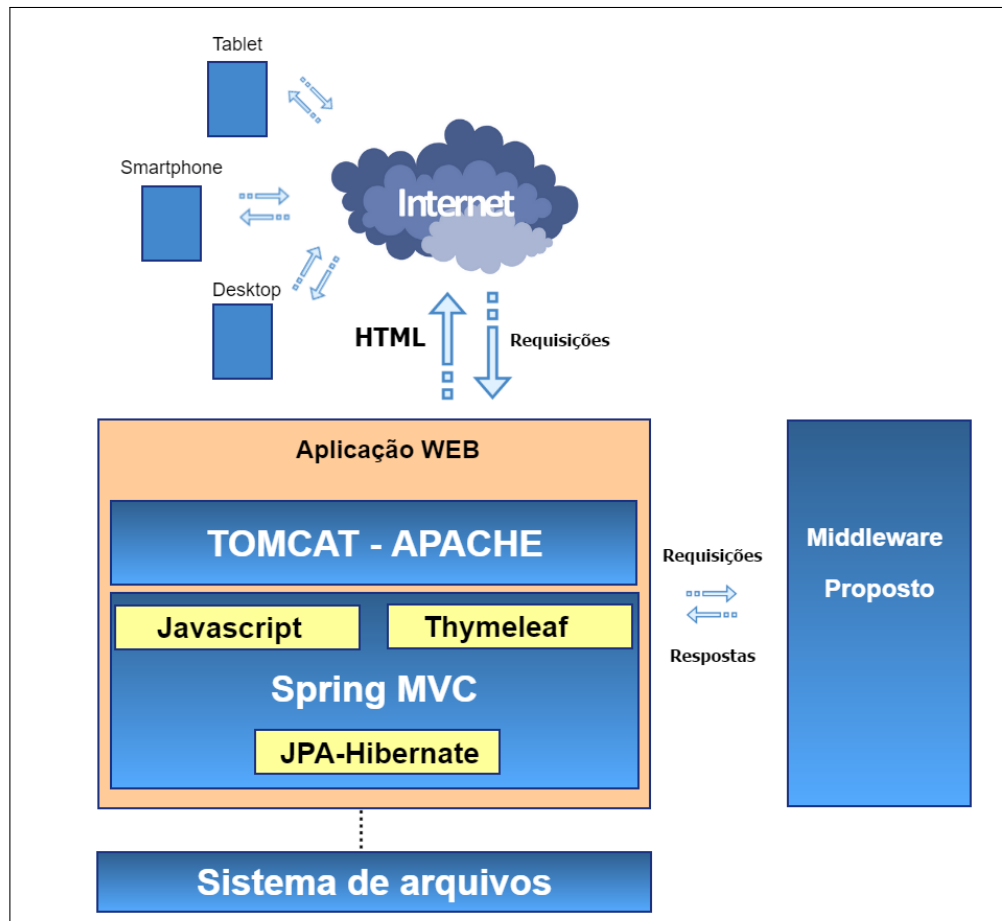 Tablet
Smartphone
Internet
Desktop
HTML
Requisições
Aplicação WEB
TOMCAT - APACHE
Javascript
Thymeleaf
Spring MVC
JPA-Hibernate
Requisições
Respostas
Middleware
Proposto
Sistema de arquivos